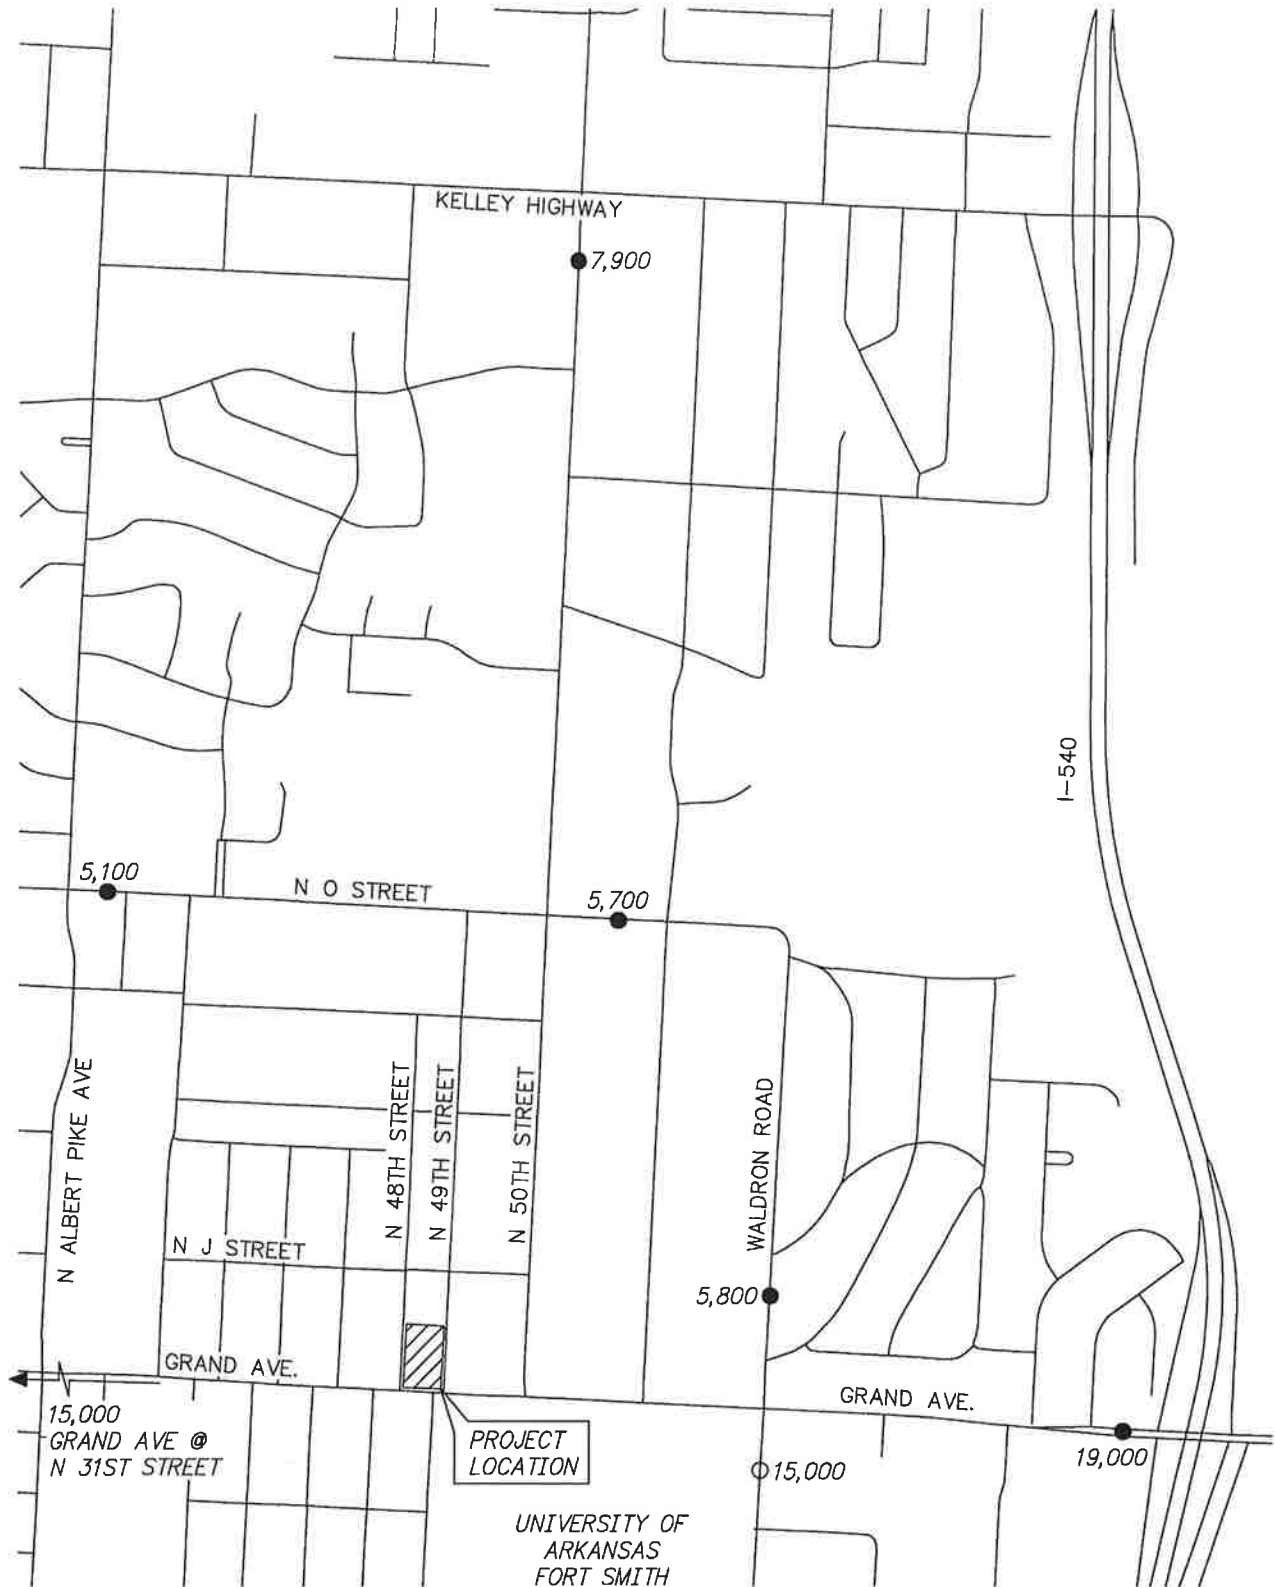 KELLEY HIGHWAY
7,900
I-540
5,100
N O STREET
5,700
N ALBERT PIKE AVE
N 48TH STREET
N 49TH STREET
N 50TH STREET
WALDRON ROAD
N J STREET
5,800
GRAND AVE.
GRAND AVE.
15,000
GRAND AVE @
N 31ST STREET
PROJECT
LOCATION
15,000
19,000
UNIVERSITY OF
ARKANSAS
FORT SMITH